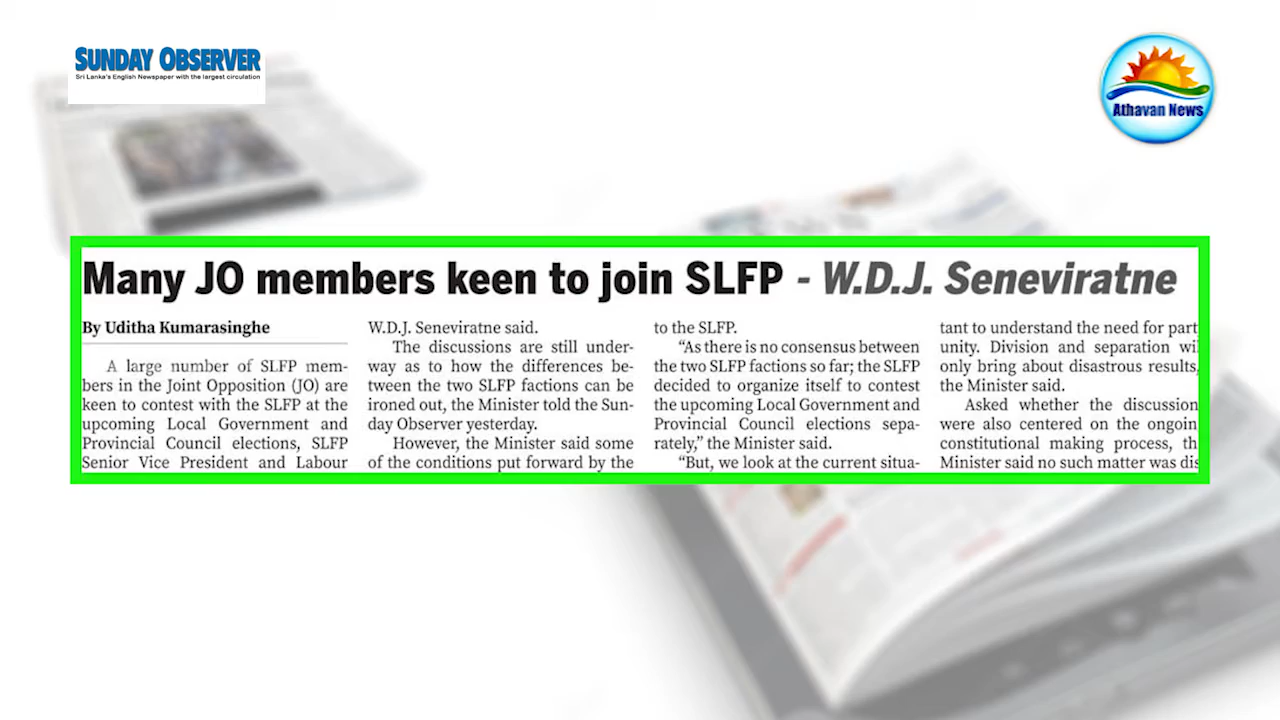 SUNDAY OBSERVER
Sri Lanka's English Newspaper with the largest circulation
Athavan News
Many JO members keen to join SLFP - W.D.J. Seneviratne
By Uditha Kumarasinghe
A large number of SLFP mem-
bers in the Joint Opposition (JO) are
keen to contest with the SLFP at the
upcoming Local Government and
Provincial Council elections, SLFP
Senior Vice President and Labour
W.D.J. Seneviratne said.
The discussions are still under-
way as to how the differences be-
tween the two SLFP factions can be
ironed out, the Minister told the Sun-
day Observer yesterday.
However, the Minister said some
of the conditions put forward by the
to the SLFP.
“As there is no consensus between
the two SLFP factions so far; the SLFP
decided to organize itself to contest
the upcoming Local Government and
Provincial Council elections sepa-
rately,” the Minister said.
“But, we look at the current situa-
tant to understand the need for part
unity. Division and separation wil
only bring about disastrous results,
the Minister said.
Asked whether the discussion
were also centered on the ongoin
constitutional making process, th
Minister said no such matter was dis